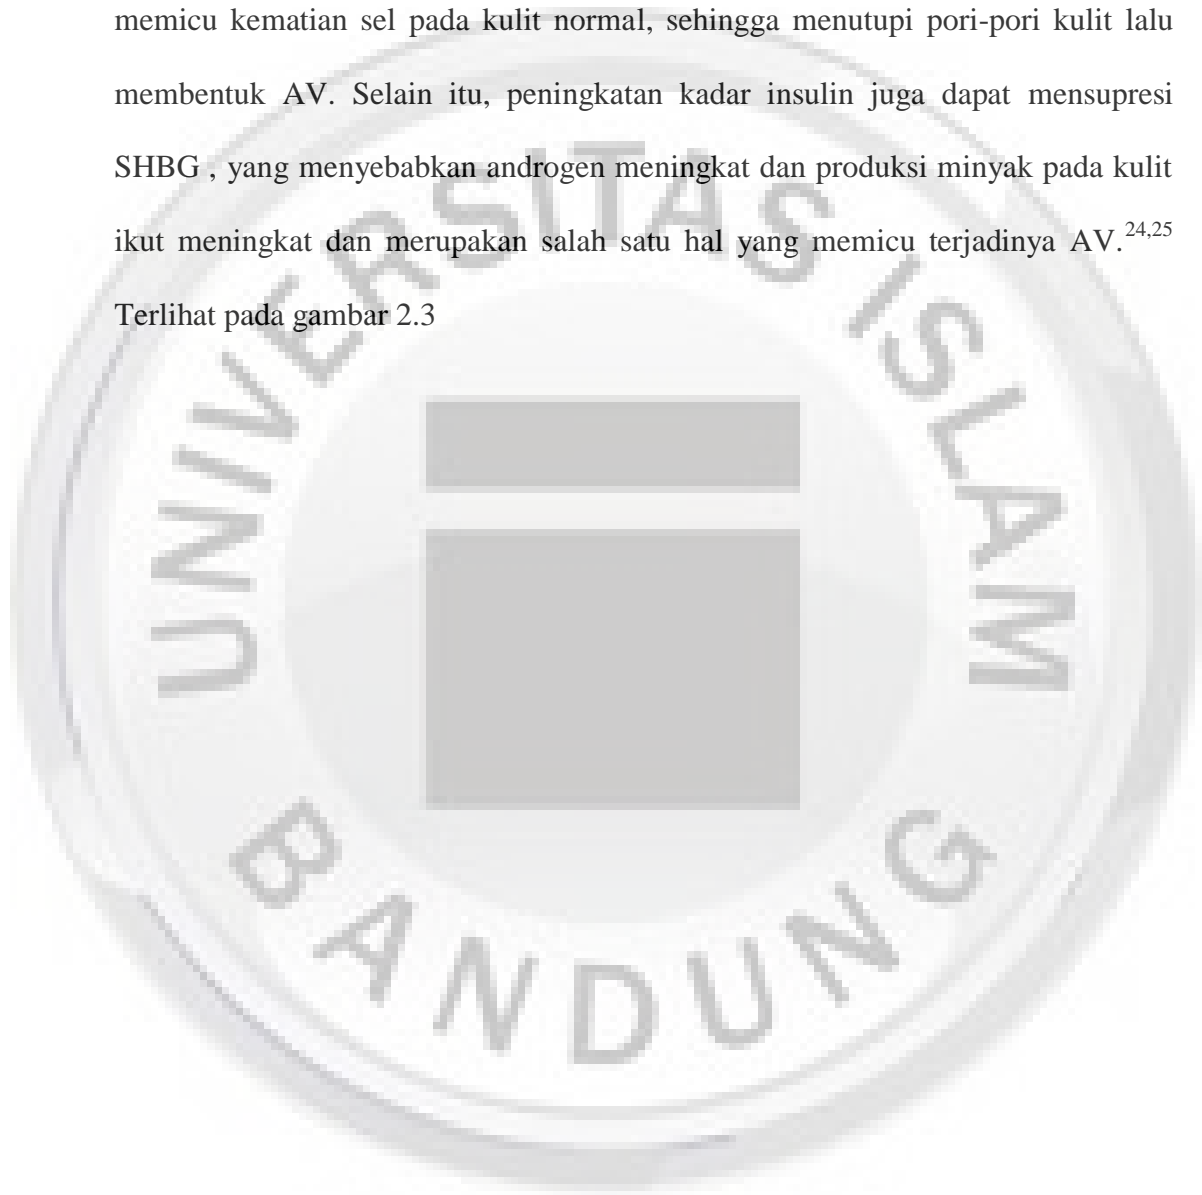 memicu kematian sel pada kulit normal, sehingga menutupi pori-pori kulit lalu
membentuk AV. Selain itu, peningkatan kadar insulin juga dapat mensupresi
SHBG , yang menyebabkan androgen meningkat dan produksi minyak pada kulit
ikut meningkat dan merupakan salah satu hal yang memicu terjadinya AV.24,25
Terlihat pada gambar 2.3
UNIVERSITAS ISLAM
BANDUNG